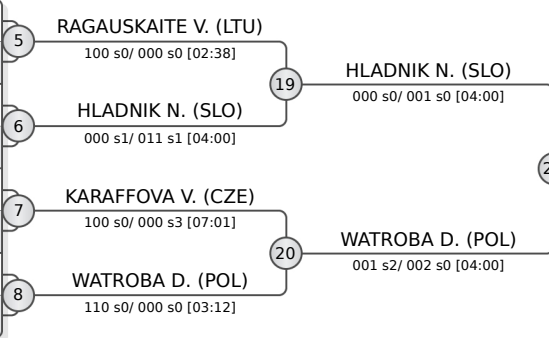 RAGAUSKAITE V. (LTU)
5
100 s0/ 000 s0 [02:38]
19
HLADNIK N. (SLO)
000 s0/ 001 s0 [04:00]
HLADNIK N. (SLO)
6
000 s1/ 011 s1 [04:00]
KARAFFOVA V. (CZE)
7
100 s0/ 000 s3 [07:01]
20
WATROBA D. (POL)
001 s2/ 002 s0 [04:00]
WATROBA D. (POL)
8
110 s0/ 000 s0 [03:12]